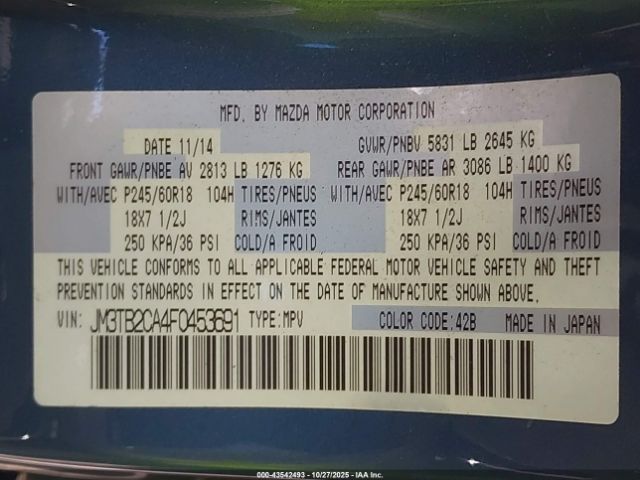 MFD. BY MAZDA MOTOR CORPORATION
DATE 11/14 GVWR/PNBV 5831 LB 2645 KG
FRONT GAWR/PNBE AV 2813 LB 1276 KG REAR GAWR/PNBE AR 3086 LB 1400 KG
WITH/AVEC P245/60R18 104H TIRES/PNEUS WITH/AVEC P245/60R18 104H TIRES/PNEUS
18X7 1/2J RIMS/JANTES 18X7 1/2J RIMS/JANTES
250 KPA/36 PSI COLD/A FROID 250 KPA/36 PSI COLD/A FROID
THIS VEHICLE CONFORMS TO ALL APPLICABLE FEDERAL MOTOR VEHICLE SAFETY AND THEFT
PREVENTION STANDARDS IN EFFECT ON THE DATE OF MANUFACTURE SHOWN ABOVE.
VIN: JM3TB2CA4F0453691 TYPE:MPV COLOR CODE:42B MADE IN JAPAN
000-43542493 - 10/27/2025 - IAA Inc.